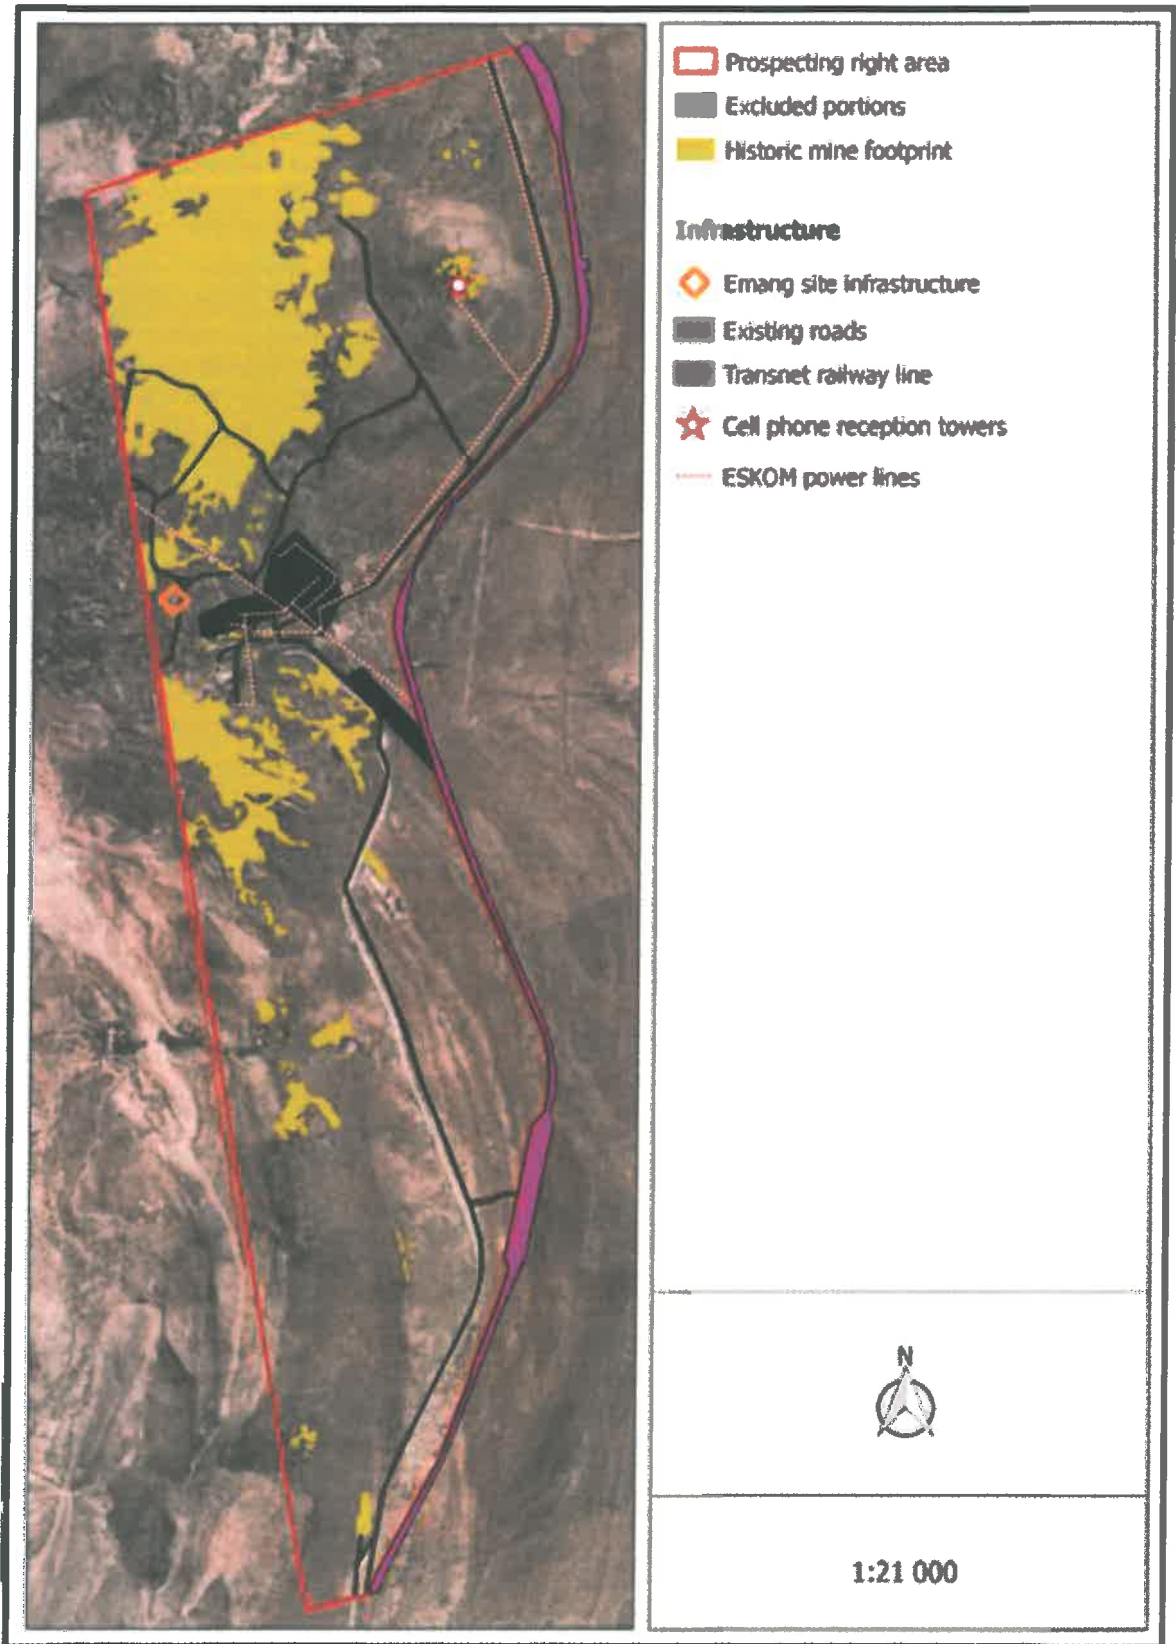 Prospecting right area
Excluded portions
Historic mine footprint
Infrastructure
Emang site infrastructure
Existing roads
Transnet railway line
Cell phone reception towers
ESKOM power lines
N
1:21 000